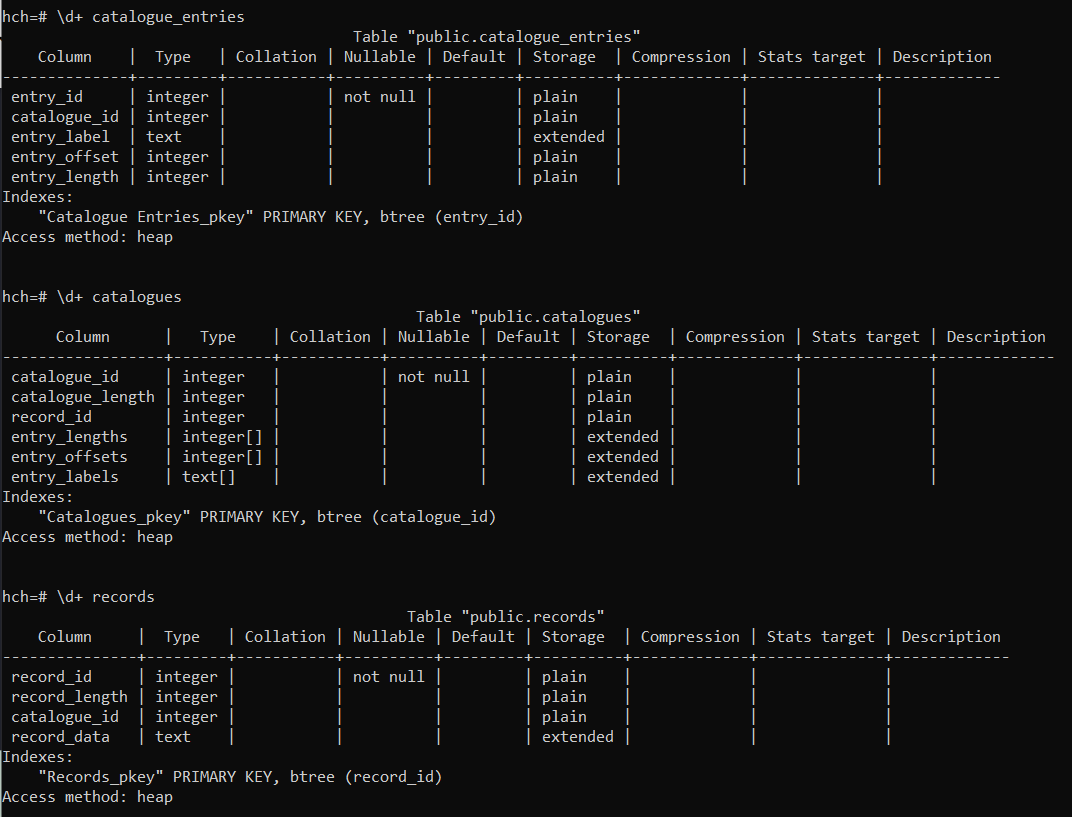 hch=# \d+ catalogue_entries
                                       Table "public.catalogue_entries"
    Column    |  Type   | Collation | Nullable | Default | Storage  | Compression | Stats target | Description
--------------+---------+-----------+----------+---------+----------+-------------+--------------+-------------
 entry_id     | integer |           | not null |         | plain    |             |              |
 catalogue_id | integer |           |          |         | plain    |             |              |
 entry_label  | text    |           |          |         | extended |             |              |
 entry_offset | integer |           |          |         | plain    |             |              |
 entry_length | integer |           |          |         | plain    |             |              |
Indexes:
    "Catalogue Entries_pkey" PRIMARY KEY, btree (entry_id)
Access method: heap
hch=# \d+ catalogues
                                              Table "public.catalogues"
      Column      |   Type    | Collation | Nullable | Default | Storage  | Compression | Stats target | Description
------------------+-----------+-----------+----------+---------+----------+-------------+--------------+-------------
 catalogue_id     | integer   |           | not null |         | plain    |             |              |
 catalogue_length | integer   |           |          |         | plain    |             |              |
 record_id        | integer   |           |          |         | plain    |             |              |
 entry_lengths    | integer[] |           |          |         | extended |             |              |
 entry_offsets    | integer[] |           |          |         | extended |             |              |
 entry_labels     | text[]    |           |          |         | extended |             |              |
Indexes:
    "Catalogues_pkey" PRIMARY KEY, btree (catalogue_id)
Access method: heap
hch=# \d+ records
                                             Table "public.records"
    Column     |  Type   | Collation | Nullable | Default | Storage  | Compression | Stats target | Description
---------------+---------+-----------+----------+---------+----------+-------------+--------------+-------------
 record_id     | integer |           | not null |         | plain    |             |              |
 record_length | integer |           |          |         | plain    |             |              |
 catalogue_id  | integer |           |          |         | plain    |             |              |
 record_data   | text    |           |          |         | extended |             |              |
Indexes:
    "Records_pkey" PRIMARY KEY, btree (record_id)
Access method: heap